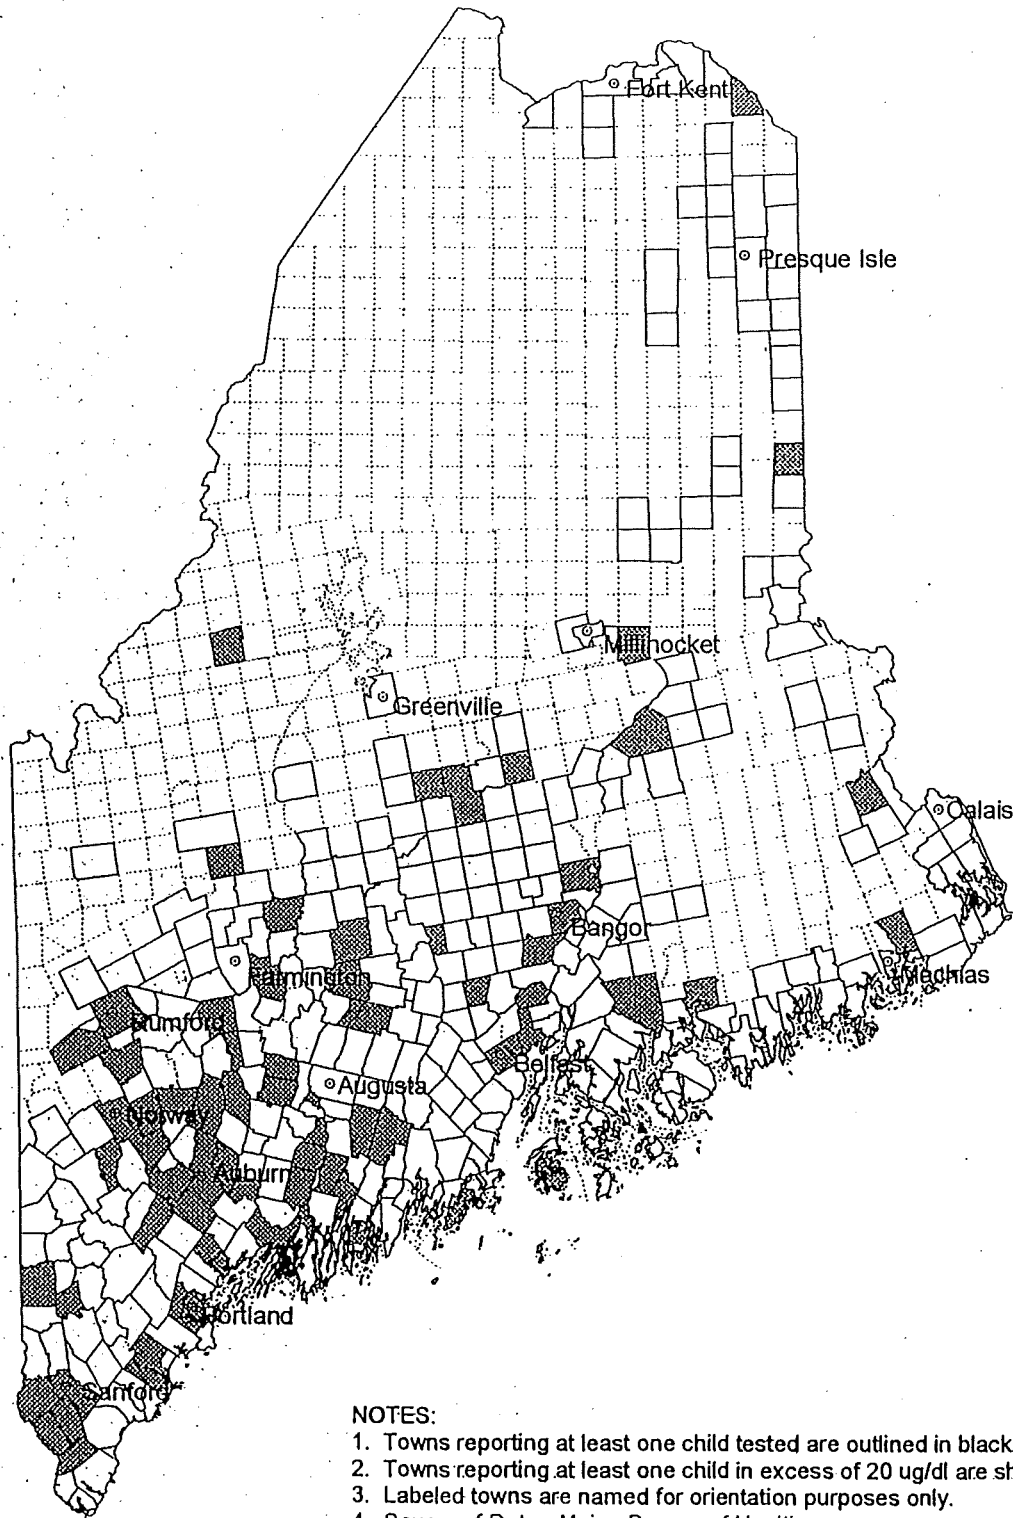 Fort Kent
Presque Isle
Millinocket
Greenville
Calais
Bangor
Farmington
Machias
Rumford
Belfast
Augusta
Norway
Auburn
Portland
Sanford
NOTES:
1. Towns reporting at least one child tested are outlined in black
2. Towns reporting at least one child in excess of 20 ug/dl are sh
3. Labeled towns are named for orientation purposes only.